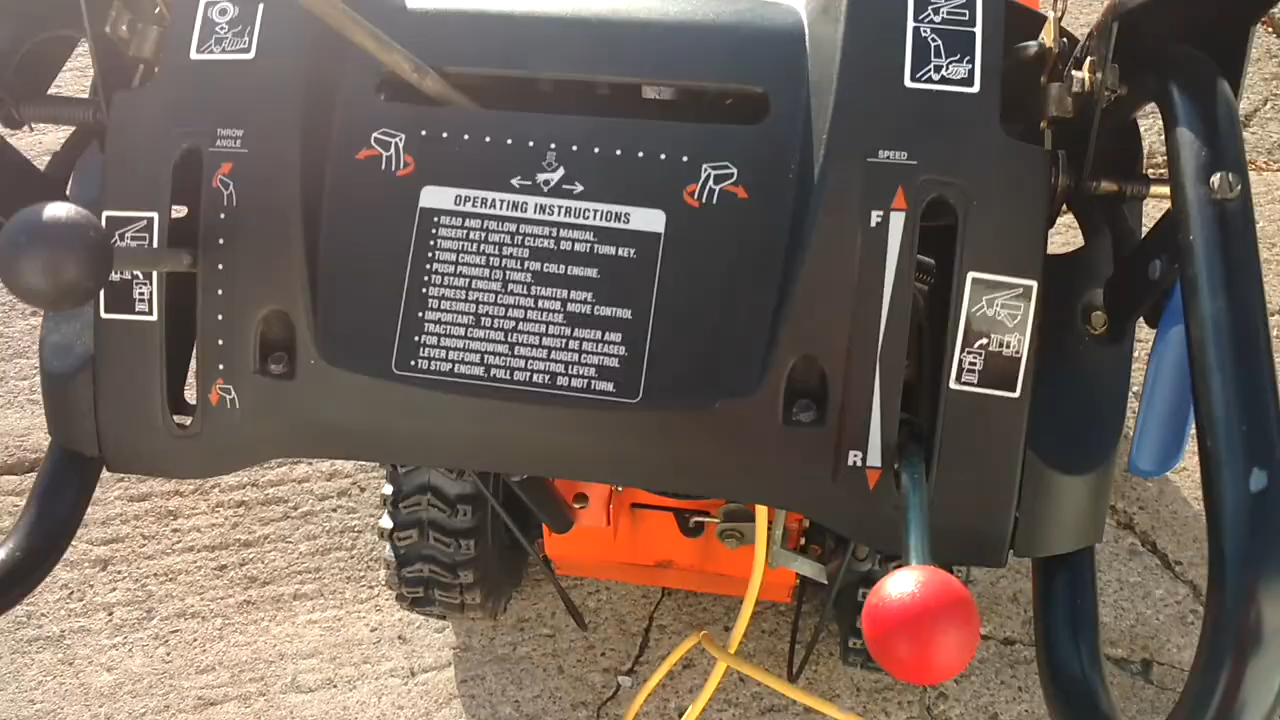 THROW
ANGLE
SPEED
F
R
OPERATING INSTRUCTIONS
• READ AND FOLLOW OWNER'S MANUAL.
• INSERT KEY UNTIL IT CLICKS, DO NOT TURN KEY.
• THROTTLE FULL SPEED
• TURN CHOKE TO FULL FOR COLD ENGINE.
• PUSH PRIMER (3) TIMES.
• TO START ENGINE, PULL STARTER ROPE.
• DEPRESS SPEED CONTROL KNOB, MOVE CONTROL
TO DESIRED SPEED AND RELEASE.
• IMPORTANT: TO STOP AUGER BOTH AUGER AND
TRACTION CONTROL LEVERS MUST BE RELEASED.
• FOR SNOWTHROWING, ENGAGE AUGER CONTROL
LEVER BEFORE TRACTION CONTROL LEVER.
• TO STOP ENGINE, PULL OUT KEY. DO NOT TURN.